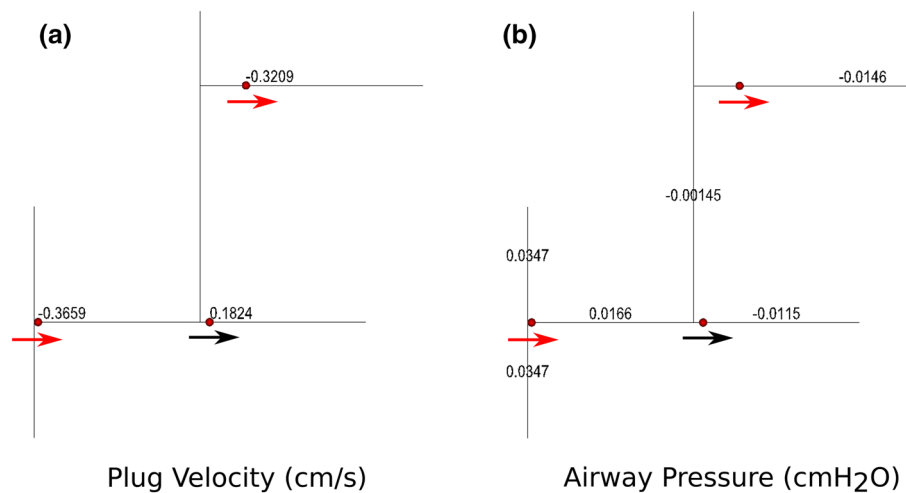 (a)
-0.3209
-0.3659
0.1824
Plug Velocity (cm/s)
(b)
-0.0146
-0.00145
0.0347
0.0166
-0.0115
0.0347
Airway Pressure (cmH2O)